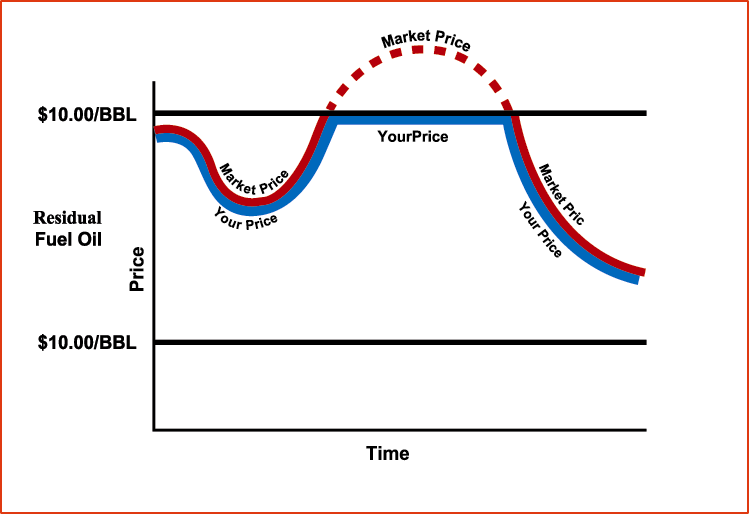 Market Price
$10.00/BBL
YourPrice
Market Price
Your Price
Market Pric
Your Price
Residual
Fuel Oil
Price
$10.00/BBL
Time